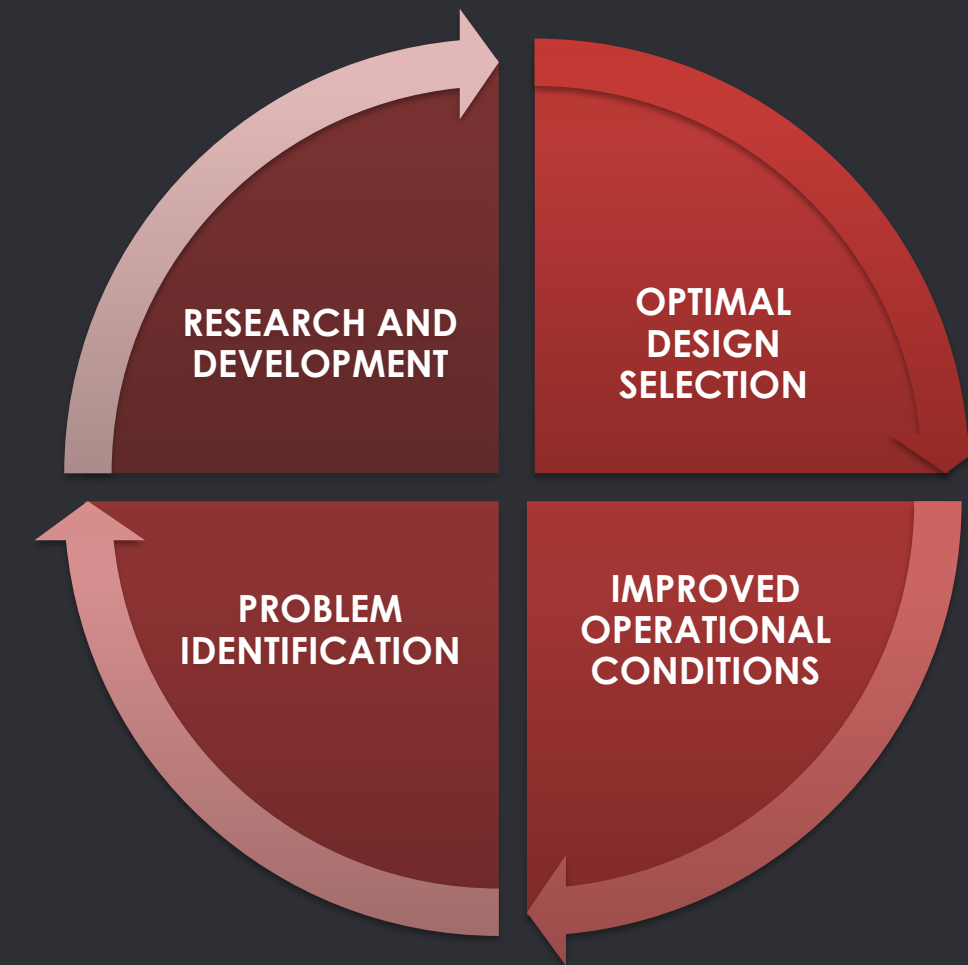 RESEARCH AND
DEVELOPMENT
OPTIMAL
DESIGN
SELECTION
PROBLEM
IDENTIFICATION
IMPROVED
OPERATIONAL
CONDITIONS